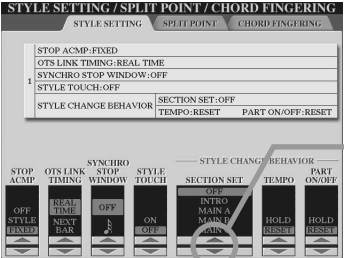 STYLE SETTING / SPLIT POINT / CHORD FINGERING
STYLE SETTING SPLIT POINT CHORD FINGERING
1
STOP ACMP:FIXED
OTS LINK TIMING:REAL TIME
SYNCHRO STOP WINDOW:OFF
STYLE TOUCH:OFF
STYLE CHANGE BEHAVIOR
SECTION SET:OFF
TEMPO:RESET PART ON/OFF:RESET
STYLE CHANGE BEHAVIOR
STOP ACMP
OTS LINK TIMING
SYNCHRO STOP WINDOW
STYLE TOUCH
SECTION SET
TEMPO
PART ON/OFF
OFF
STYLE
FIXED
REAL TIME
NEXT BAR
OFF
ON
OFF
OFF
INTRO
MAIN A
MAIN B
MAIN
HOLD
RESET
HOLD
RESET